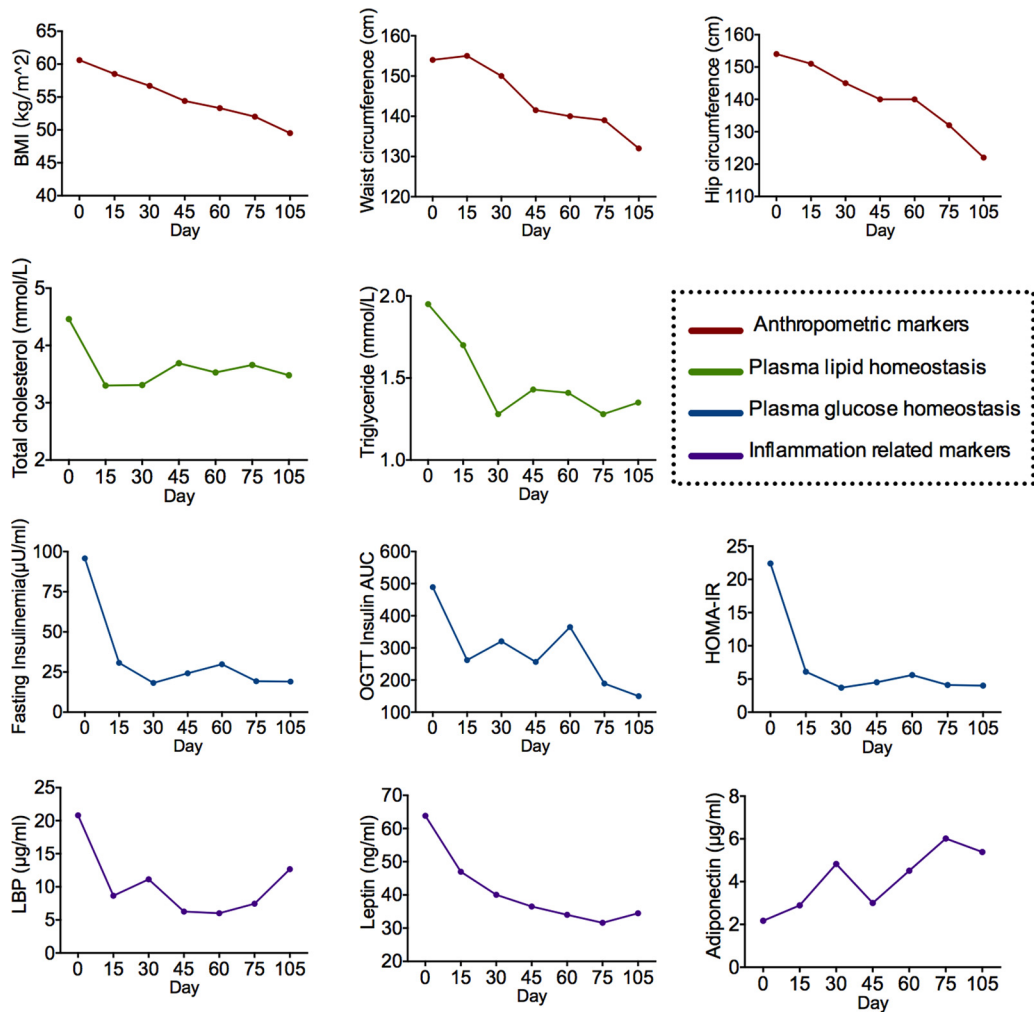 BMI (kg/m^2)
65
60
55
50
45
40
0 15 30 45 60 75 105
Day
Waist circumference (cm)
160
150
140
130
120
0 15 30 45 60 75 105
Day
Hip circumference (cm)
160
150
140
130
120
110
0 15 30 45 60 75 105
Day
Total cholesterol (mmol/L)
5
4
3
2
0 15 30 45 60 75 105
Day
Triglyceride (mmol/L)
2.0
1.5
1.0
0 15 30 45 60 75 105
Day
Anthropometric markers
Plasma lipid homeostasis
Plasma glucose homeostasis
Inflammation related markers
Fasting Insulinemia(μU/ml)
100
75
50
25
0
0 15 30 45 60 75 105
Day
OGTT Insulin AUC
600
500
400
300
200
100
0 15 30 45 60 75 105
Day
HOMA-IR
25
20
15
10
5
0
0 15 30 45 60 75 105
Day
LBP (μg/ml)
25
20
15
10
5
0
0 15 30 45 60 75 105
Day
Leptin (ng/ml)
70
60
50
40
30
20
0 15 30 45 60 75 105
Day
Adiponectin (μg/ml)
8
6
4
2
0
0 15 30 45 60 75 105
Day